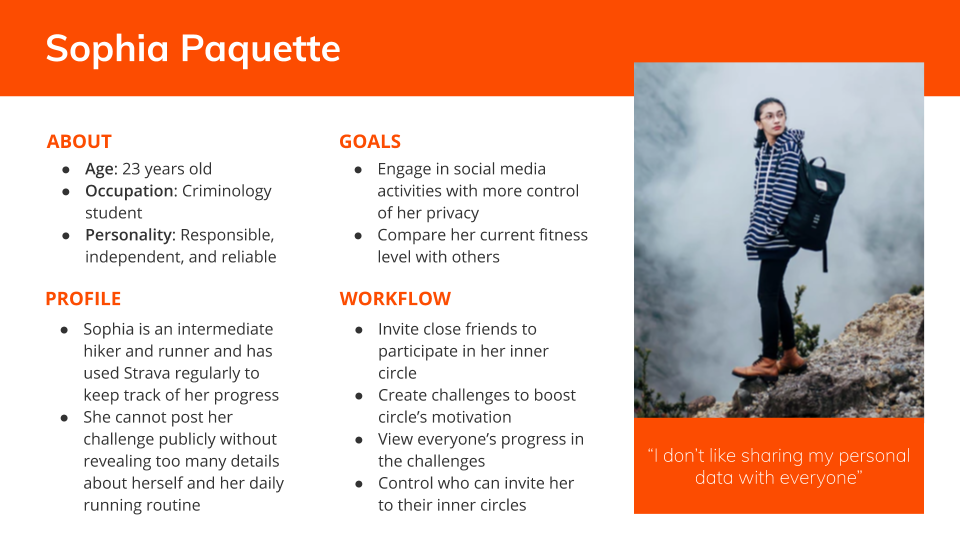 Sophia Paquette
ABOUT
● Age: 23 years old
● Occupation: Criminology
student
● Personality: Responsible,
independent, and reliable
PROFILE
● Sophia is an intermediate
hiker and runner and has
used Strava regularly to
keep track of her progress
● She cannot post her
challenge publicly without
revealing too many details
about herself and her daily
running routine
GOALS
● Engage in social media
activities with more control
of her privacy
● Compare her current fitness
level with others
WORKFLOW
● Invite close friends to
participate in her inner
circle
● Create challenges to boost
circle’s motivation
● View everyone’s progress in
the challenges
● Control who can invite her
to their inner circles
“I don’t like sharing my personal
data with everyone”